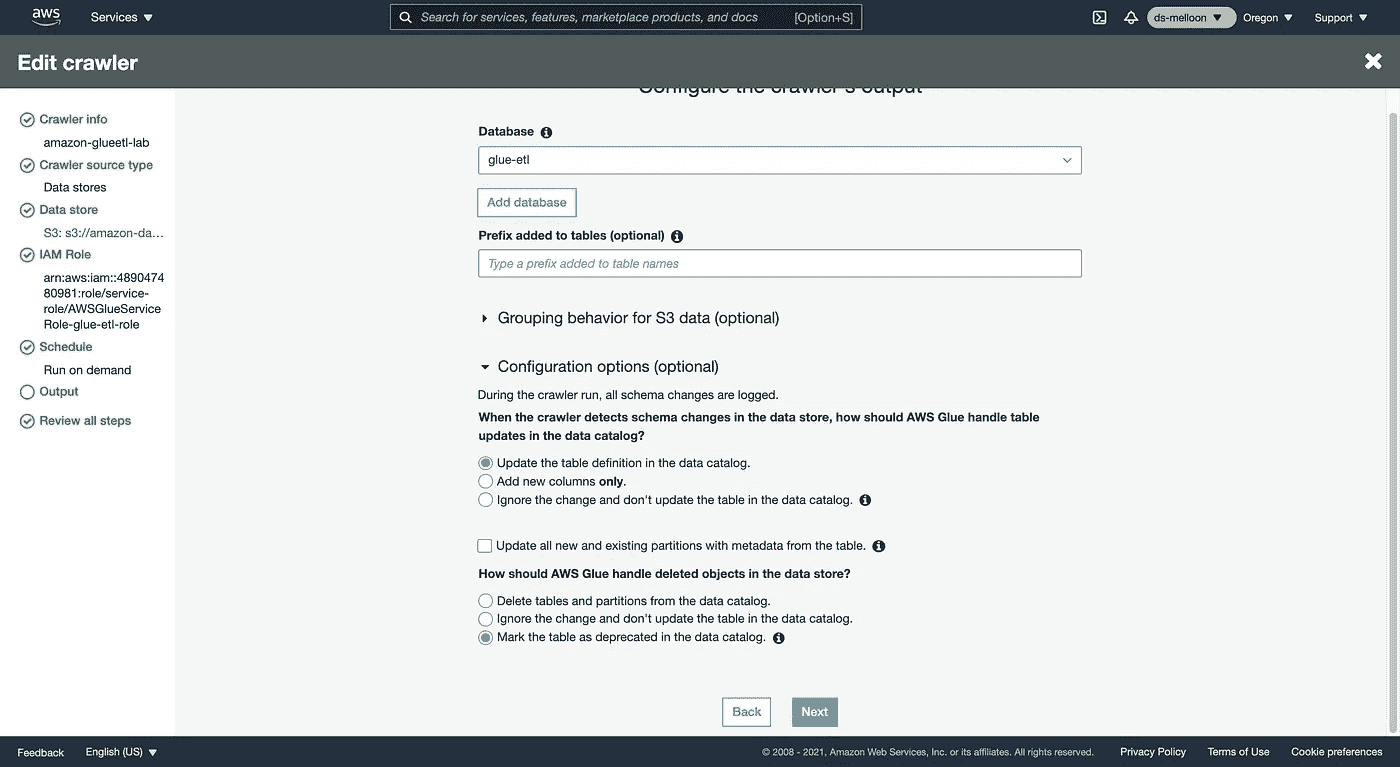 aws
Services
Search for services, features, marketplace products, and docs [Option+S]
ds-melloon
Oregon
Support
Edit crawler
Crawler info
amazon-glueetl-lab
Crawler source type
Data stores
Data store
S3: s3://amazon-da...
IAM Role
arn:aws:iam::4890474
80981:role/service-
role/AWSGlueService
Role-glue-etl-role
Schedule
Run on demand
Output
Review all steps
Configure the crawler's output
Database
glue-etl
Add database
Prefix added to tables (optional)
Type a prefix added to table names
Grouping behavior for S3 data (optional)
Configuration options (optional)
During the crawler run, all schema changes are logged.
When the crawler detects schema changes in the data store, how should AWS Glue handle table
updates in the data catalog?
Update the table definition in the data catalog.
Add new columns only.
Ignore the change and don't update the table in the data catalog.
Update all new and existing partitions with metadata from the table.
How should AWS Glue handle deleted objects in the data store?
Delete tables and partitions from the data catalog.
Ignore the change and don't update the table in the data catalog.
Mark the table as deprecated in the data catalog.
Back
Next
Feedback
English (US)
© 2008 - 2021, Amazon Web Services, Inc. or its affiliates. All rights reserved.
Privacy Policy
Terms of Use
Cookie preferences